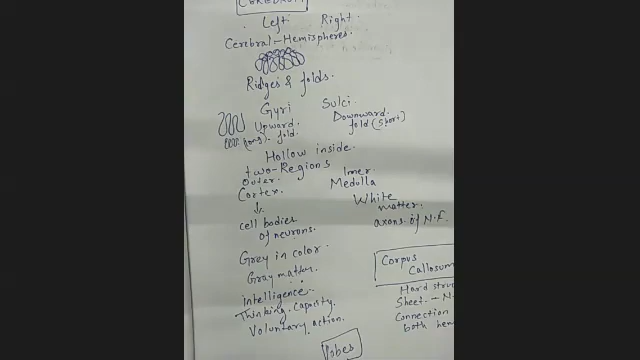 CEREBRUM
Left Right
Cerebral-Hemispheres.
Ridges & folds.
Gyri Sulci
Upward Downward
fold. fold (Short)
Hollow inside.
two-Regions
Outer Inner
Cortex. Medulla
White
matter.
cell bodies axons of N.C.
of neurons.
Grey in color
Gray matter.
Corpus
Callosum
intelligence. Hard
Thinking. capacity. Sheet -
Voluntary action. Connection
both
Lobes